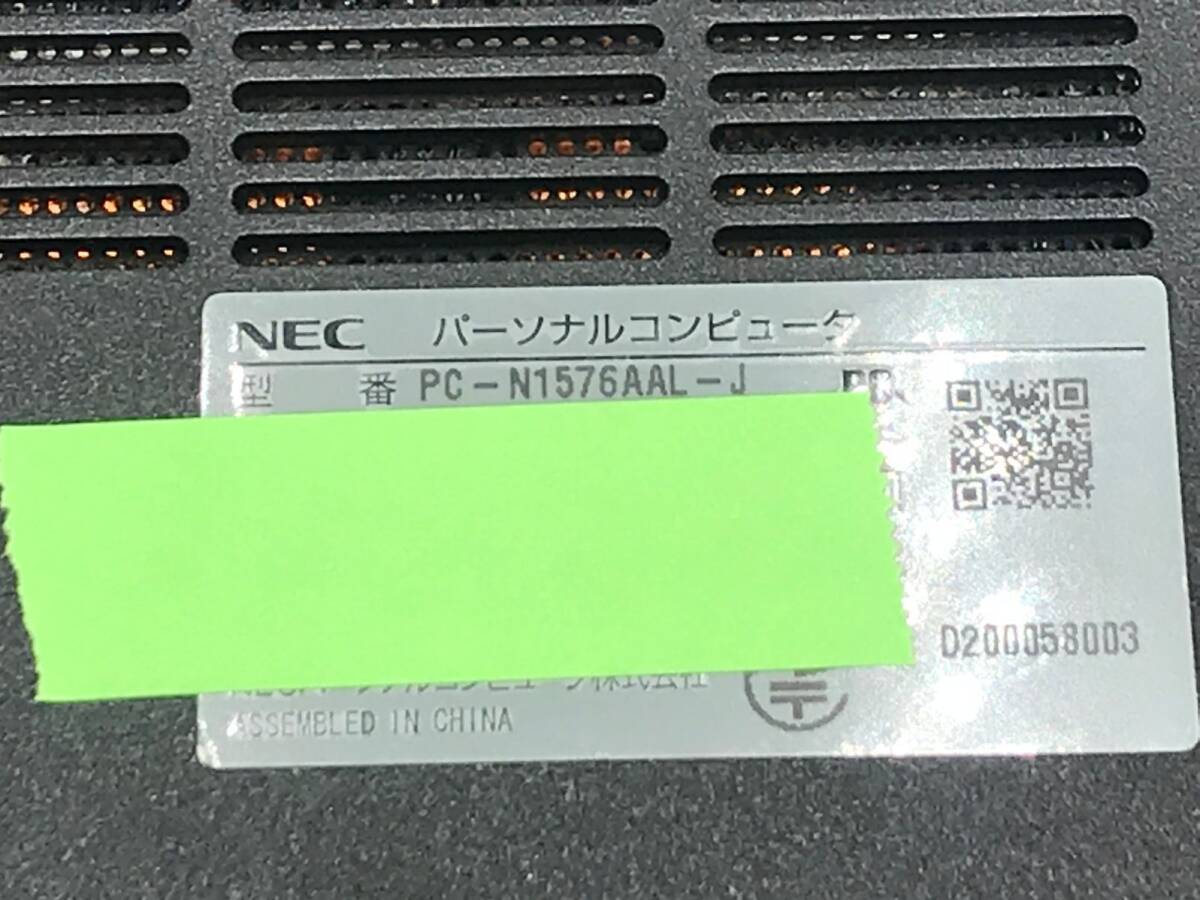 NEC パーソナルコンピュータ
型 番 PC-N1576AAL-J
D200058003
ASSEMBLED IN CHINA